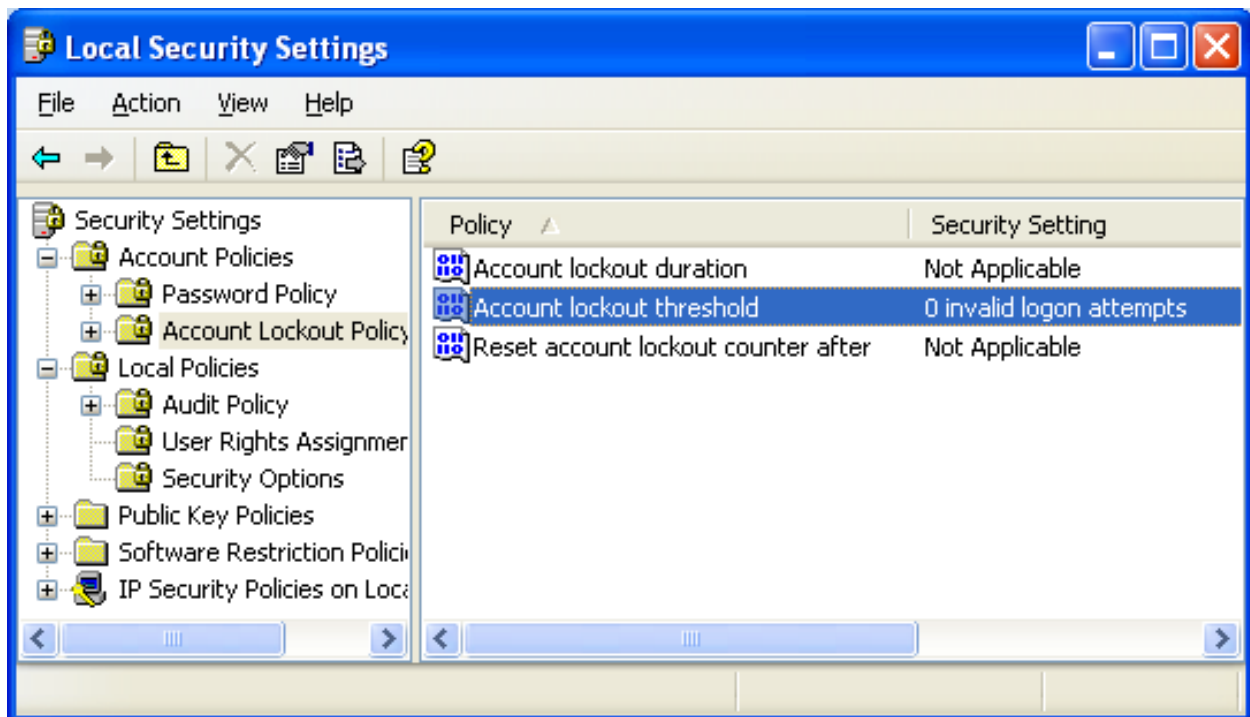 Local Security Settings
File Action View Help
Security Settings
Account Policies
Password Policy
Account Lockout Policy
Local Policies
Audit Policy
User Rights Assignmen
Security Options
Public Key Policies
Software Restriction Polici
IP Security Policies on Loca
Policy Security Setting
Account lockout duration Not Applicable
Account lockout threshold 0 invalid logon attempts
Reset account lockout counter after Not Applicable